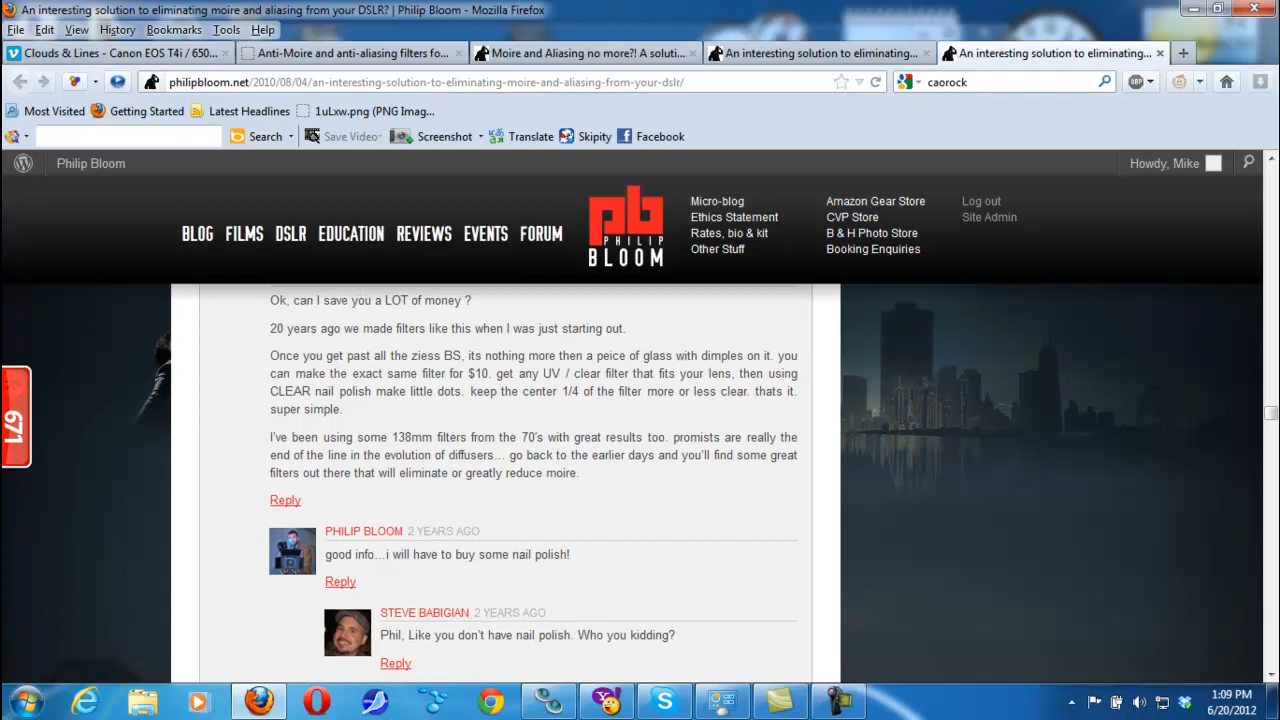 An interesting solution to eliminating moire and aliasing from your DSLR? | Philip Bloom - Mozilla Firefox
File Edit View History Bookmarks Tools Help
Clouds & Lines - Canon EOS T4i / 650... Anti-Moire and anti-aliasing filters fo... Moire and Aliasing no more?! A soluti... An interesting solution to eliminating... An interesting solution to eliminating...
philipbloom.net/2010/08/04/an-interesting-solution-to-eliminating-moire-and-aliasing-from-your-dslr/ caorock ABP
Most Visited Getting Started Latest Headlines 1uLxw.png (PNG Imag...
Search Save Video Screenshot Translate Skipity Facebook
Philip Bloom Howdy, Mike
BLOG FILMS DSLR EDUCATION REVIEWS EVENTS FORUM
pb
PHILIP
BLOOM
Micro-blog Amazon Gear Store Log out
Ethics Statement CVP Store Site Admin
Rates, bio & kit B & H Photo Store
Other Stuff Booking Enquiries
Ok, can I save you a LOT of money ?
20 years ago we made filters like this when I was just starting out.
Once you get past all the ziess BS, its nothing more then a peice of glass with dimples on it. you
can make the exact same filter for $10. get any UV / clear filter that fits your lens, then using
CLEAR nail polish make little dots. keep the center 1/4 of the filter more or less clear. thats it.
super simple.
I've been using some 138mm filters from the 70's with great results too. promists are really the
end of the line in the evolution of diffusers... go back to the earlier days and you'll find some great
filters out there that will eliminate or greatly reduce moire.
Reply
PHILIP BLOOM 2 YEARS AGO
good info...i will have to buy some nail polish!
Reply
STEVE BABIGIAN 2 YEARS AGO
Phil, Like you don't have nail polish. Who you kidding?
Reply
671
1:09 PM
6/20/2012